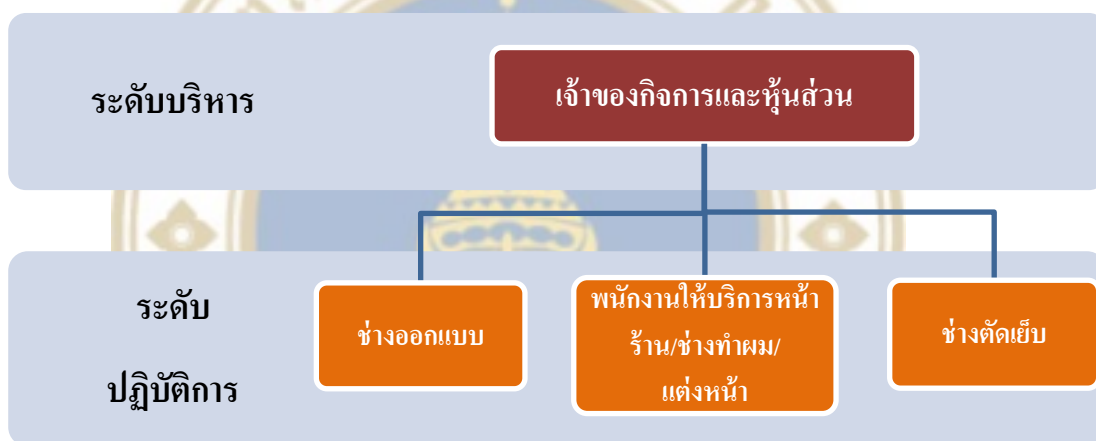 ระดับบริหาร
เจ้าของกิจการและหุ้นส่วน
ระดับ
ปฏิบัติการ
ช่างออกแบบ
พนักงานให้บริการหน้า
ร้าน/ช่างทำผม/
แต่งหน้า
ช่างตัดเย็บ